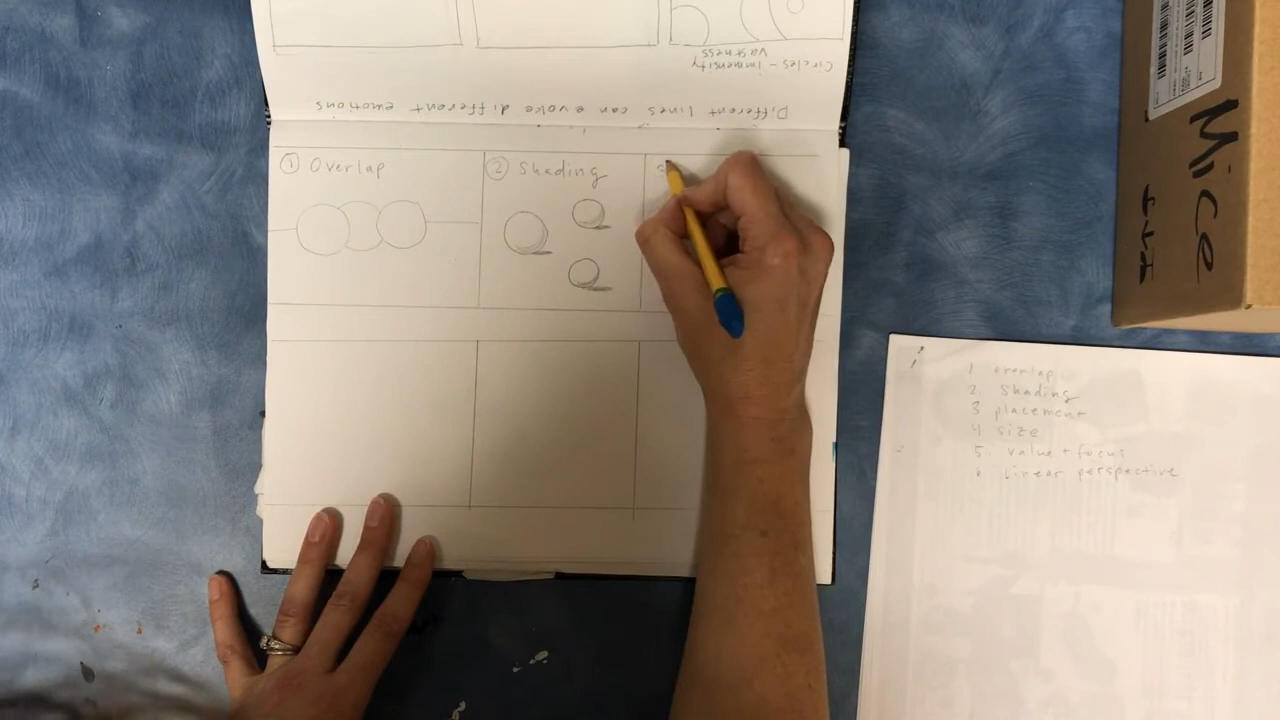 Circles - immensity
vastness
Different lines can evoke different emotions
① Overlap
② Shading
3
Mice
1 overlap
2. Shading
3 placement
4 size
5. value + focus
6 linear perspective